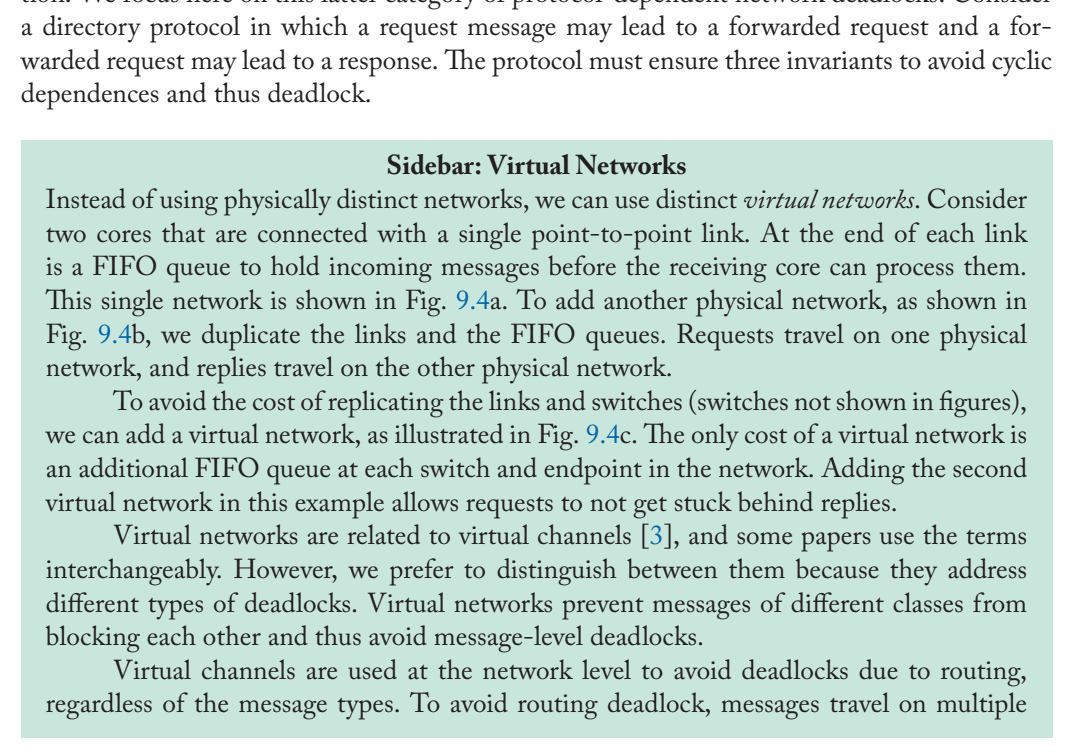 tion. We focus here on this latter category of protocol-dependent network deadlocks. Consider
a directory protocol in which a request message may lead to a forwarded request and a for-
warded request may lead to a response. The protocol must ensure three invariants to avoid cyclic
dependences and thus deadlock.
Sidebar: Virtual Networks
Instead of using physically distinct networks, we can use distinct virtual networks. Consider
two cores that are connected with a single point-to-point link. At the end of each link
is a FIFO queue to hold incoming messages before the receiving core can process them.
This single network is shown in Fig. 9.4a. To add another physical network, as shown in
Fig. 9.4b, we duplicate the links and the FIFO queues. Requests travel on one physical
network, and replies travel on the other physical network.
To avoid the cost of replicating the links and switches (switches not shown in figures),
we can add a virtual network, as illustrated in Fig. 9.4c. The only cost of a virtual network is
an additional FIFO queue at each switch and endpoint in the network. Adding the second
virtual network in this example allows requests to not get stuck behind replies.
Virtual networks are related to virtual channels [3], and some papers use the terms
interchangeably. However, we prefer to distinguish between them because they address
different types of deadlocks. Virtual networks prevent messages of different classes from
blocking each other and thus avoid message-level deadlocks.
Virtual channels are used at the network level to avoid deadlocks due to routing,
regardless of the message types. To avoid routing deadlock, messages travel on multiple